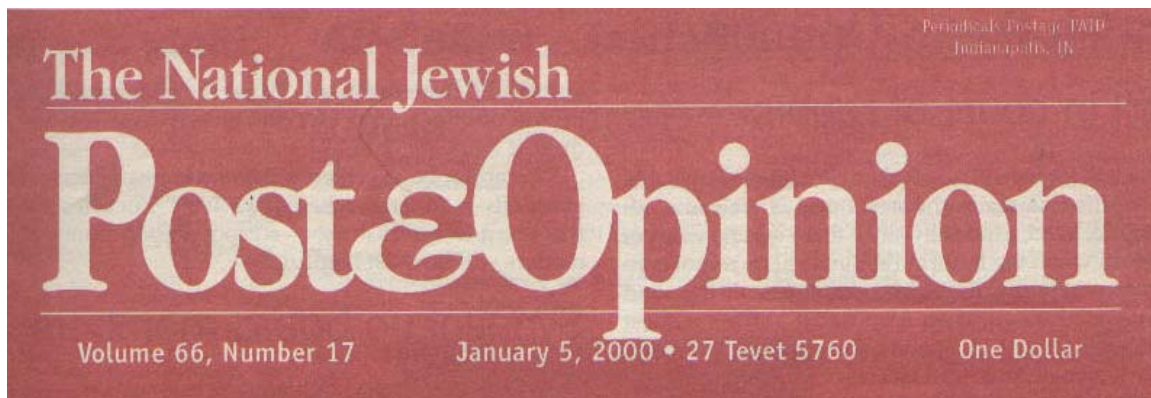 Periodicals Postage PAID
Indianapolis, IN
The National Jewish
Post&Opinion
Volume 66, Number 17 January 5, 2000 • 27 Tevet 5760 One Dollar